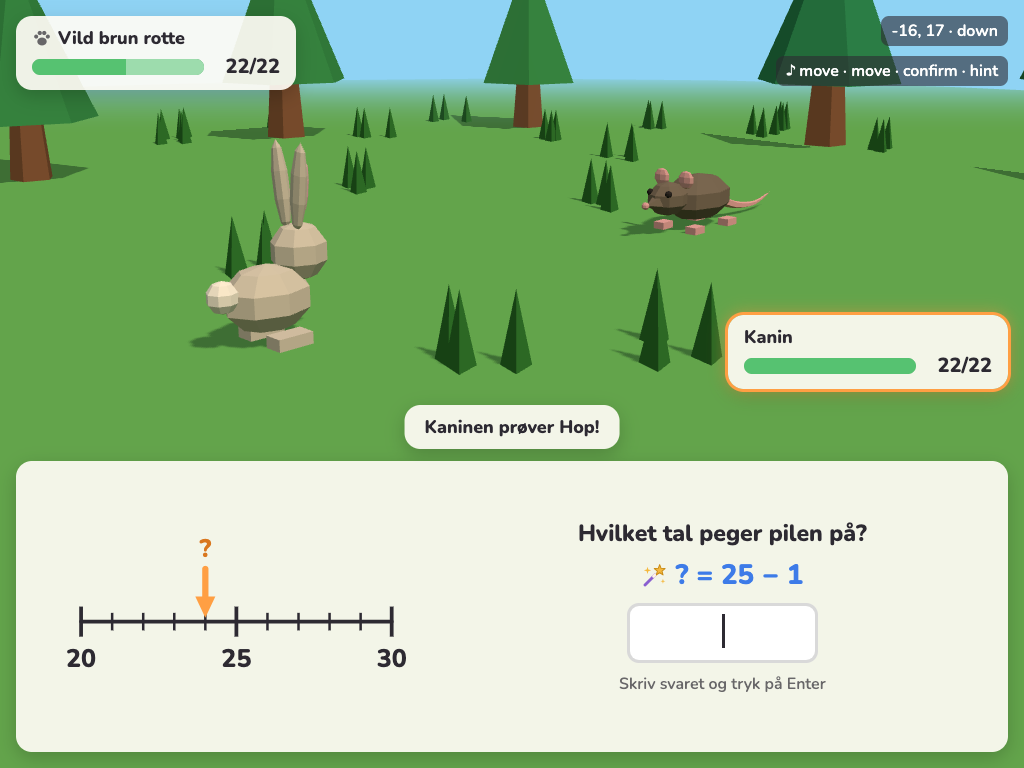 Vild brun rotte
22/22
-16, 17 · down
♪ move · move · confirm · hint
Kanin
22/22
Kaninen prøver Hop!
?
20 25 30
Hvilket tal peger pilen på?
? = 25 − 1
Skriv svaret og tryk på Enter